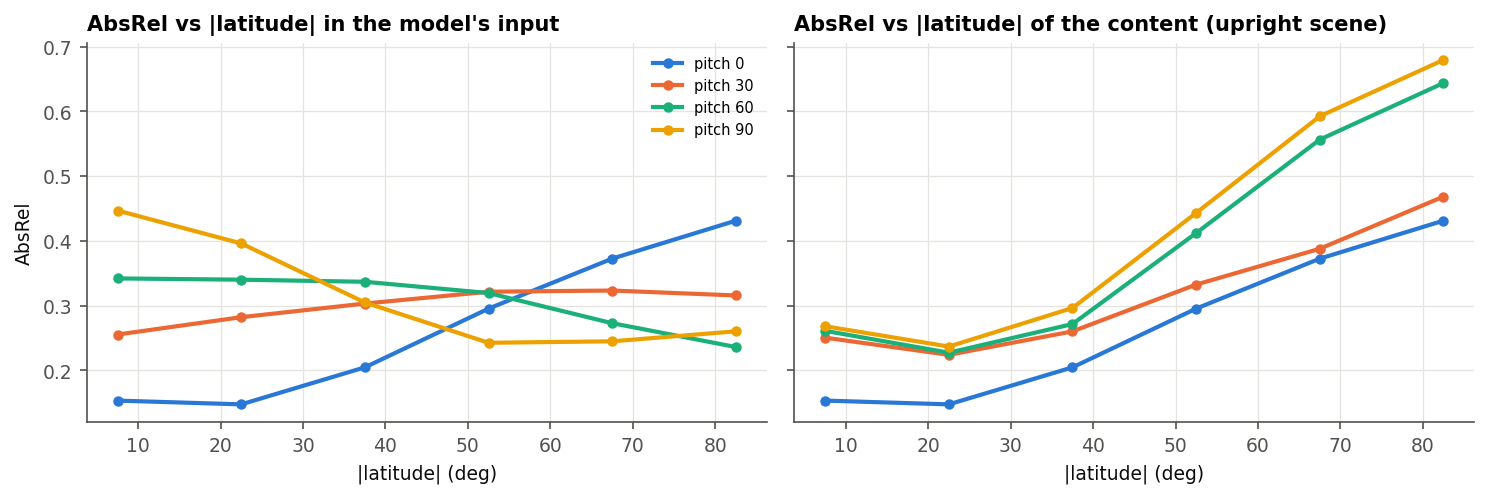 AbsRel vs |latitude| in the model's input
AbsRel vs |latitude| of the content (upright scene)
pitch 0
pitch 30
pitch 60
pitch 90
AbsRel
0.7
0.6
0.5
0.4
0.3
0.2
10 20 30 40 50 60 70 80
10 20 30 40 50 60 70 80
|latitude| (deg)
|latitude| (deg)